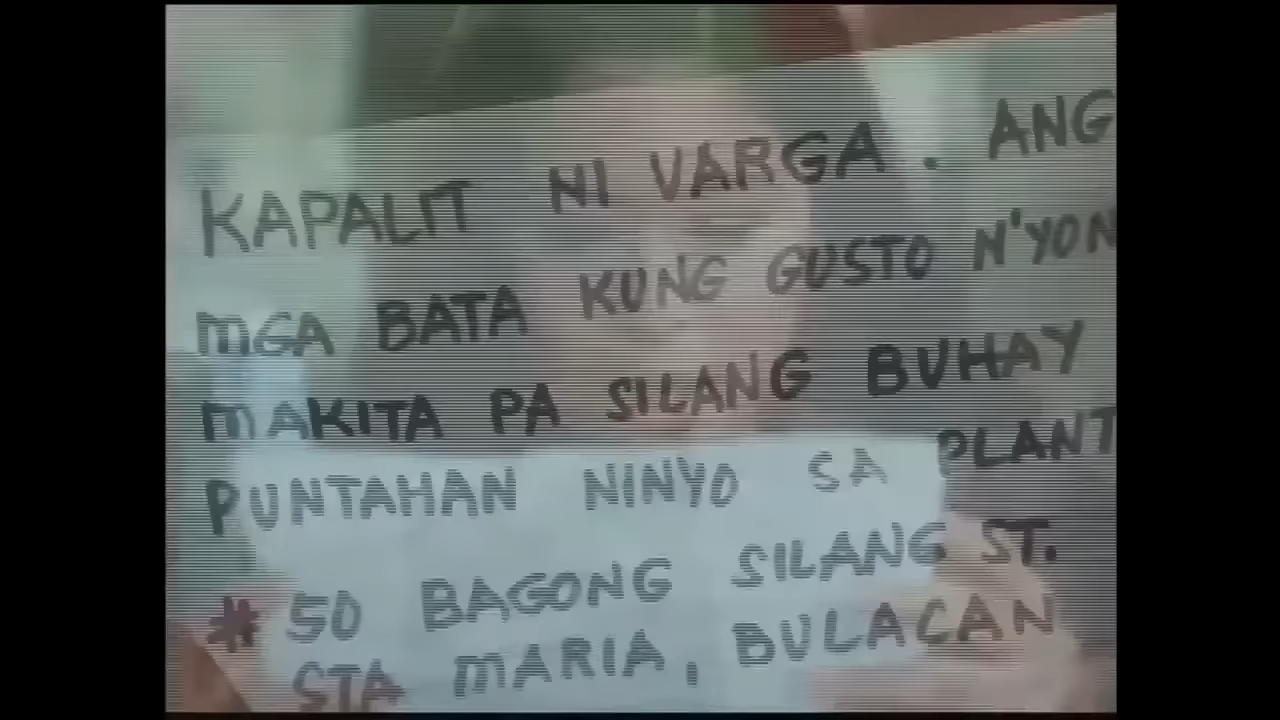 KAPALIT NI VARGA. ANG
MGA BATA KUNG GUSTO N'YON
MAKITA PA SILANG BUHAY
PUNTAHAN NINYO SA PLANT
# 50 BAGONG SILANG ST.
STA MARIA, BULACAN